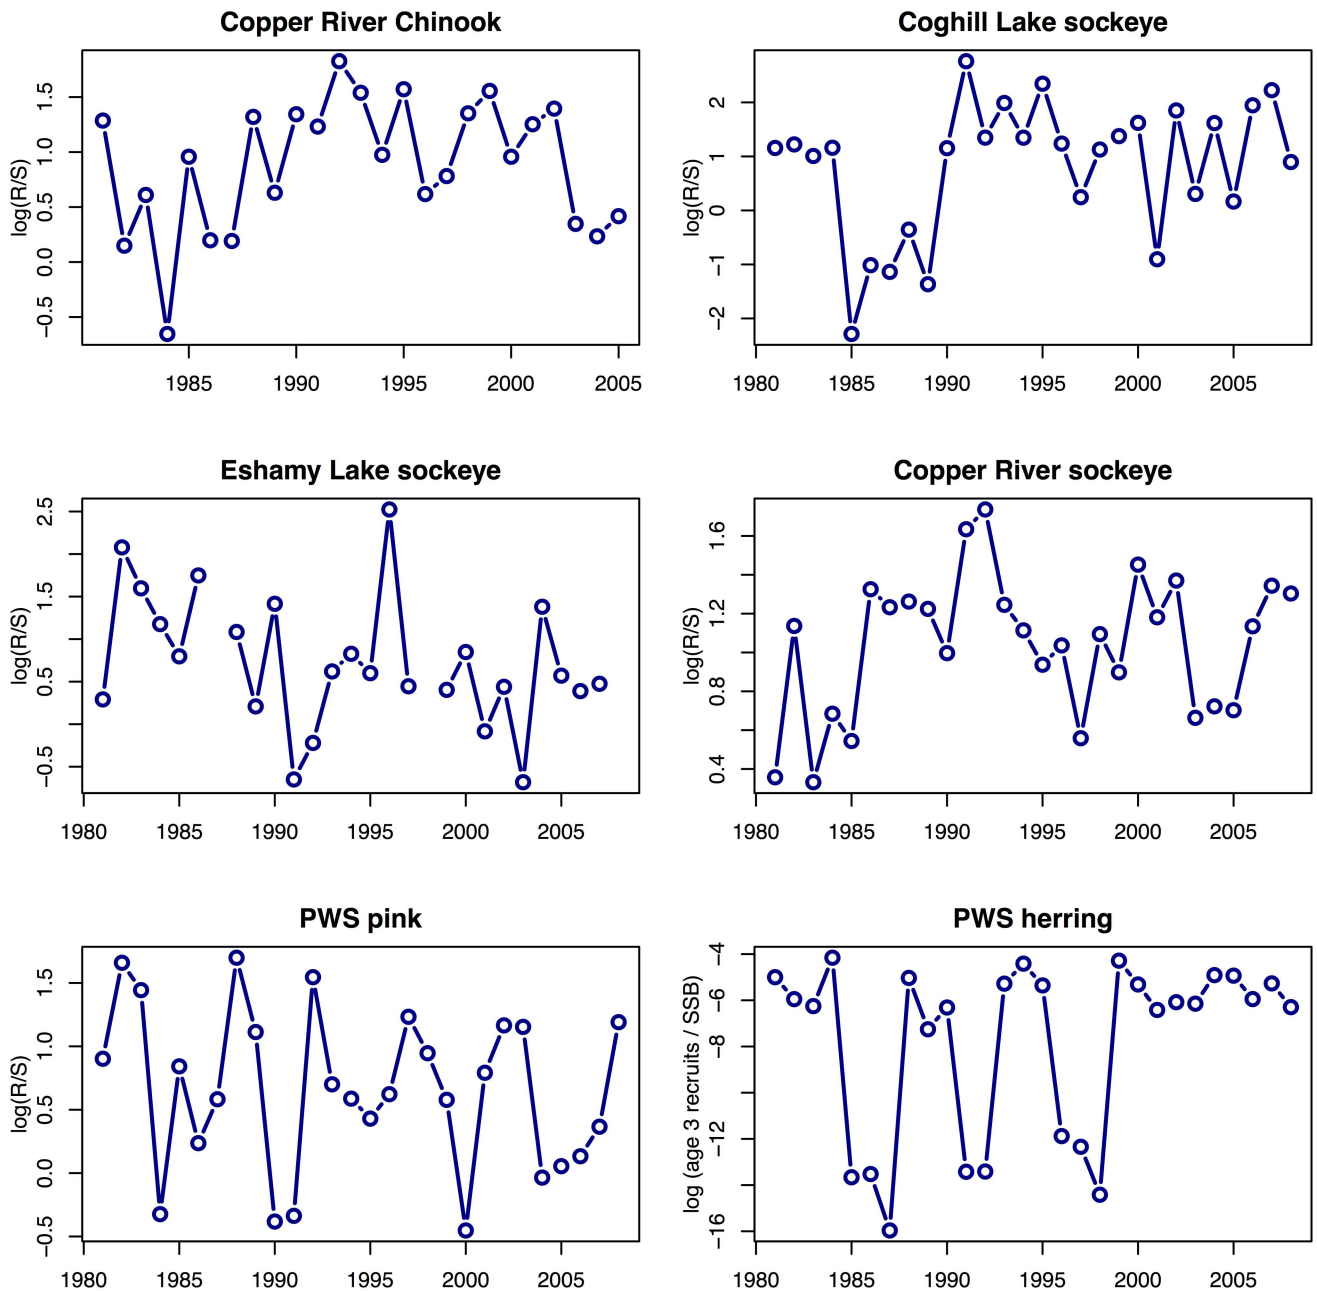 Copper River Chinook
log(R/S)
1.5
1.0
0.5
0.0
−0.5
1985 1990 1995 2000 2005
Coghill Lake sockeye
log(R/S)
2
1
0
−1
−2
1980 1985 1990 1995 2000 2005
Eshamy Lake sockeye
log(R/S)
2.5
1.5
0.5
−0.5
1980 1985 1990 1995 2000 2005
Copper River sockeye
log(R/S)
1.6
1.2
0.8
0.4
1980 1985 1990 1995 2000 2005
PWS pink
log(R/S)
1.5
1.0
0.5
0.0
−0.5
1980 1985 1990 1995 2000 2005
PWS herring
log (age 3 recruits / SSB)
−4
−6
−8
−12
−16
1980 1985 1990 1995 2000 2005